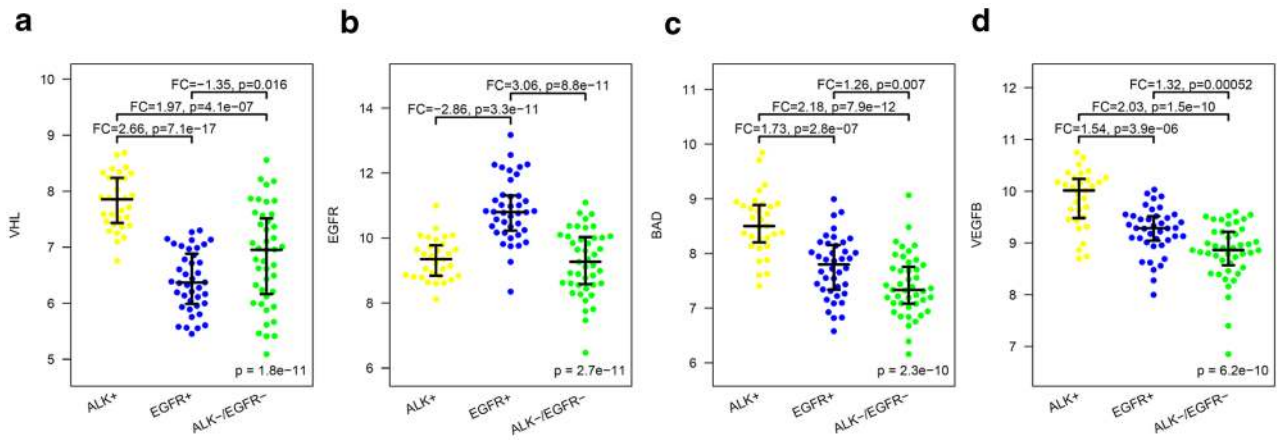 a
VHL
10
9
8
7
6
5
FC=−1.35, p=0.016
FC=1.97, p=4.1e−07
FC=2.66, p=7.1e−17
p = 1.8e−11
ALK+
EGFR+
ALK−/EGFR−
b
EGFR
14
12
10
8
6
FC=3.06, p=8.8e−11
FC=−2.86, p=3.3e−11
p = 2.7e−11
ALK+
EGFR+
ALK−/EGFR−
c
BAD
11
10
9
8
7
6
FC=1.26, p=0.007
FC=2.18, p=7.9e−12
FC=1.73, p=2.8e−07
p = 2.3e−10
ALK+
EGFR+
ALK−/EGFR−
d
VEGFB
12
11
10
9
8
7
FC=1.32, p=0.00052
FC=2.03, p=1.5e−10
FC=1.54, p=3.9e−06
p = 6.2e−10
ALK+
EGFR+
ALK−/EGFR−